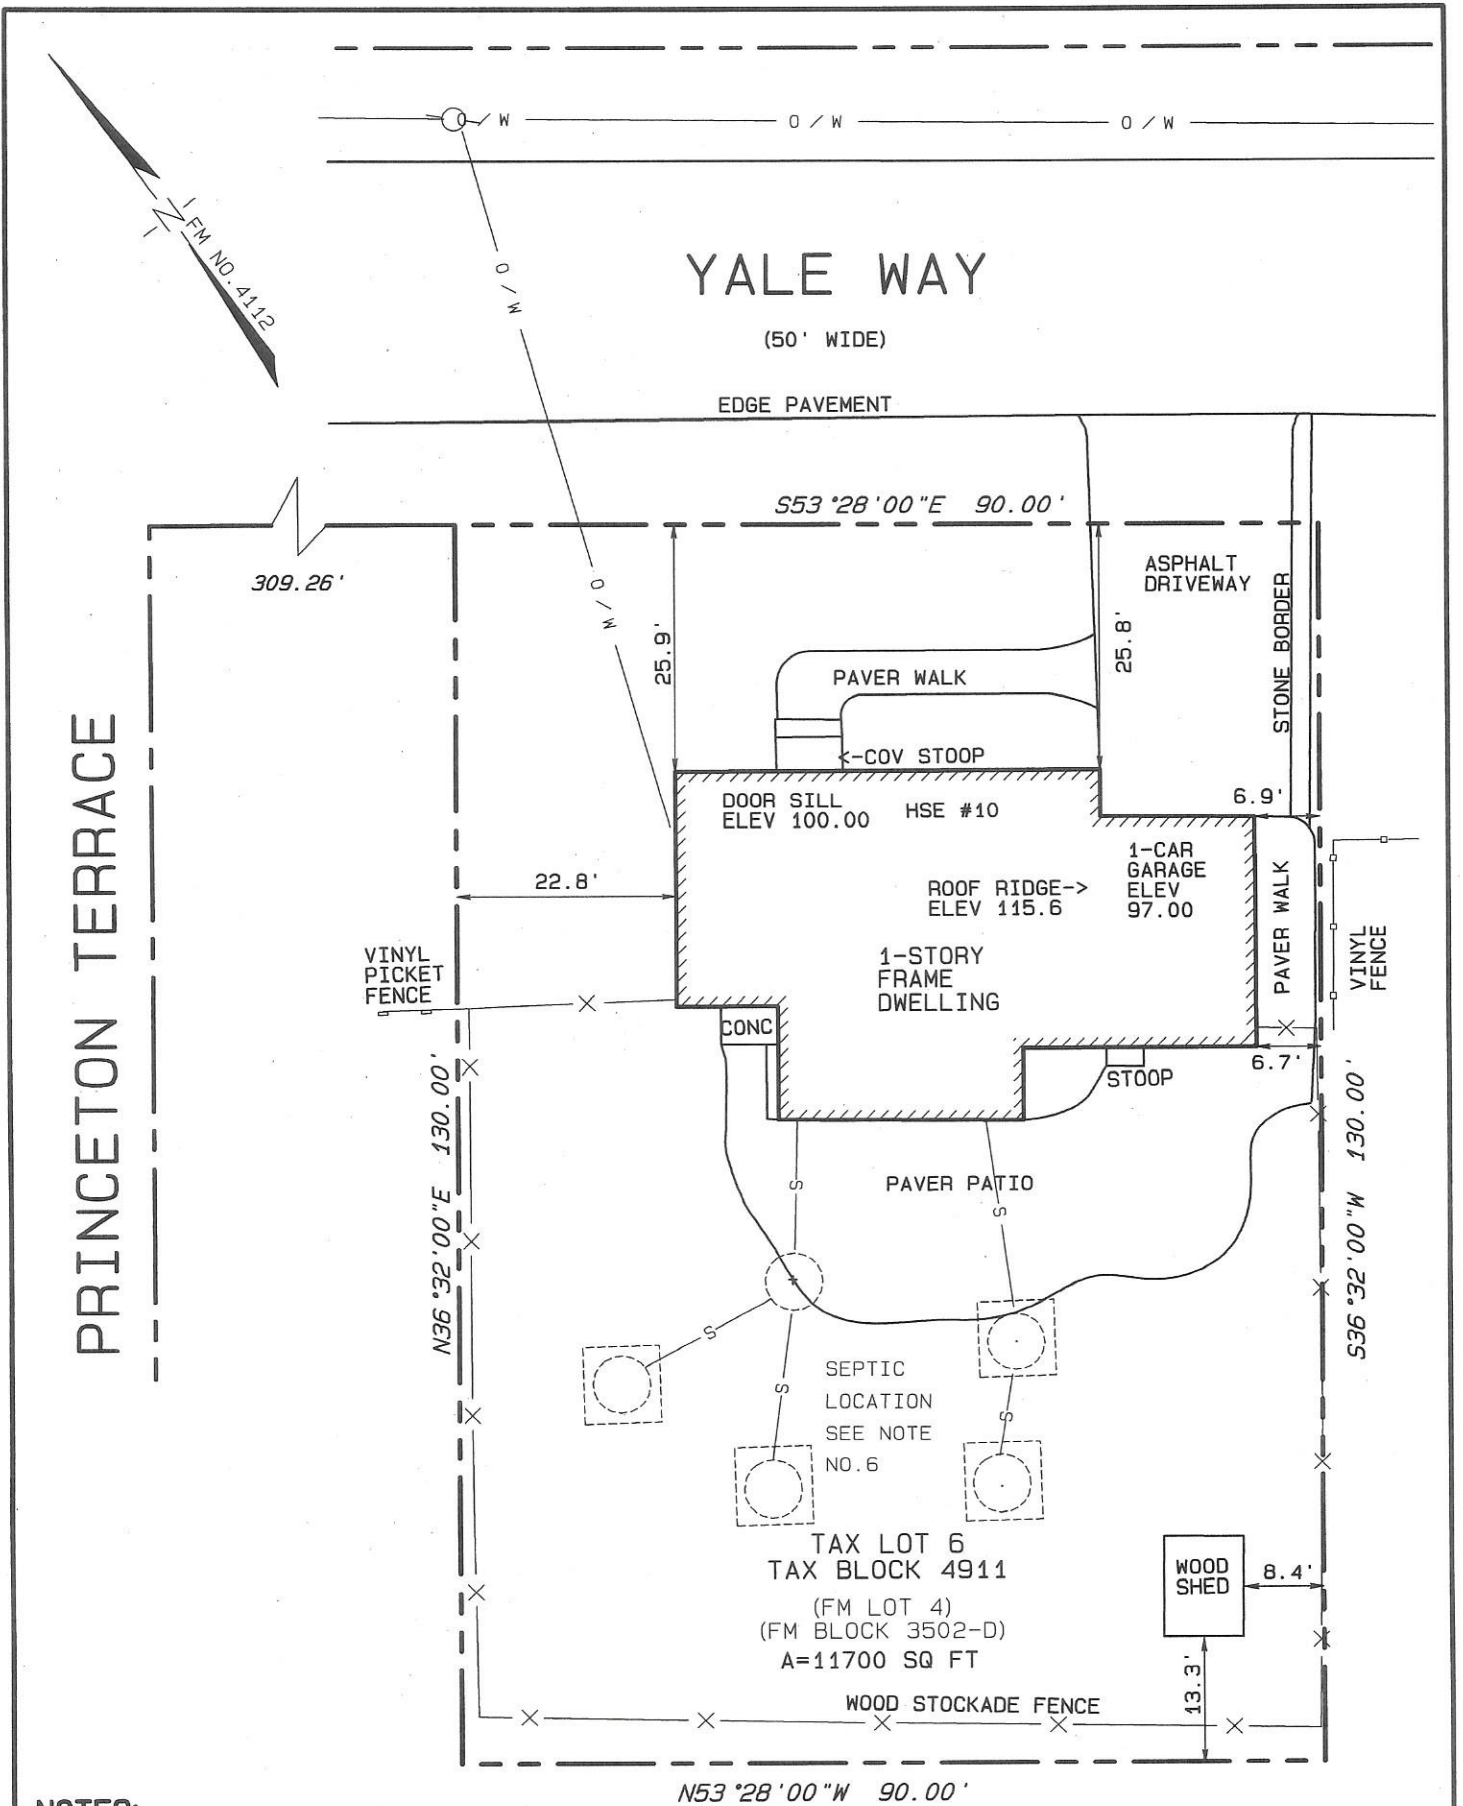 O/W
O/W
O/W
N
FM NO.4112
O/W
YALE WAY
(50' WIDE)
EDGE PAVEMENT
S53°28'00"E 90.00'
309.26'
O/W
ASPHALT
DRIVEWAY
STONE BORDER
25.9'
25.8'
PAVER WALK
<-COV STOOP
PRINCETON TERRACE
DOOR SILL
ELEV 100.00
HSE #10
6.9'
1-CAR
GARAGE
ELEV
97.00
22.8'
ROOF RIDGE->
ELEV 115.6
PAVER WALK
VINYL
FENCE
VINYL
PICKET
FENCE
1-STORY
FRAME
DWELLING
CONC
6.7'
STOOP
N36°32'00"E 130.00'
S36°32'00"W 130.00'
PAVER PATIO
S
S
S
S
S
SEPTIC
LOCATION
SEE NOTE
NO.6
TAX LOT 6
TAX BLOCK 4911
(FM LOT 4)
(FM BLOCK 3502-D)
A=11700 SQ FT
WOOD
SHED
8.4'
13.3'
WOOD STOCKADE FENCE
N53°28'00"W 90.00'
NOTES: